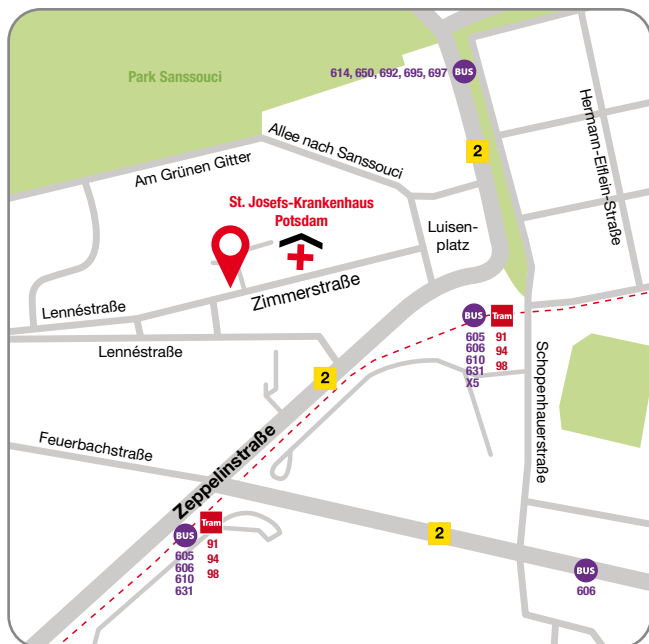 Park Sanssouci
614, 650, 692, 695, 697
BUS
Hermann-Elflein-Straße
2
Allee nach Sanssouci
Am Grünen Gitter
St. Josefs-Krankenhaus
Potsdam
Luisen-
platz
Zimmerstraße
Lennéstraße
Lennéstraße
BUS
605
606
610
631
X5
Tram
91
94
98
Schopenhauerstraße
2
Feuerbachstraße
Zeppelinstraße
BUS
605
606
610
631
Tram
91
94
98
2
BUS
606